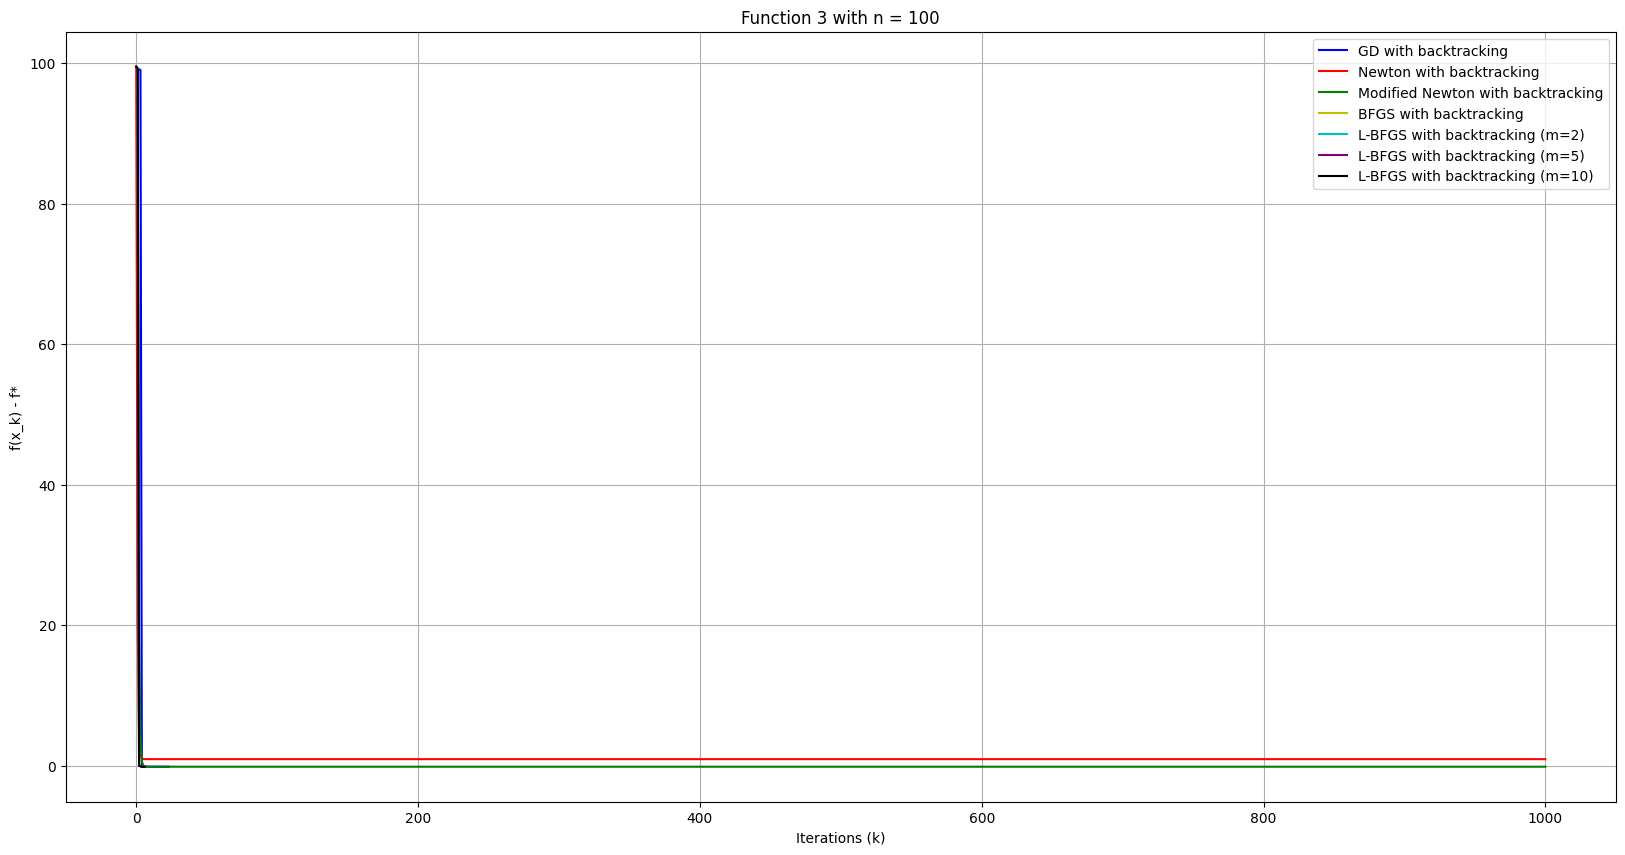 Function 3 with n = 100
GD with backtracking
Newton with backtracking
Modified Newton with backtracking
BFGS with backtracking
L-BFGS with backtracking (m=2)
L-BFGS with backtracking (m=5)
L-BFGS with backtracking (m=10)
100
80
60
40
20
0
f(x_k) - f*
0
200
400
600
800
1000
Iterations (k)